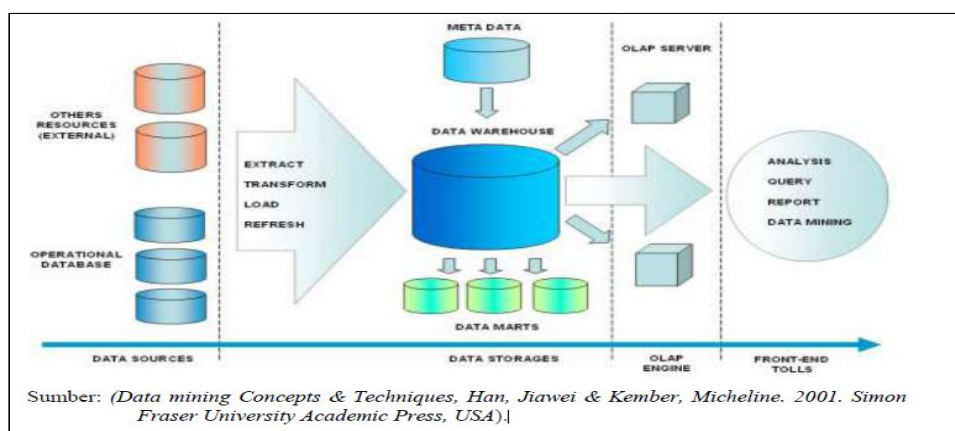 META DATA
OLAP SERVER
OTHERS
RESOURCES
(EXTERNAL)
DATA WAREHOUSE
EXTRACT
TRANSFORM
LOAD
REFRESH
ANALYSIS
QUERY
REPORT
DATA MINING
OPERATIONAL
DATABASE
DATA MARTS
DATA SOURCES
DATA STORAGES
OLAP
ENGINE
FRONT-END
TOLLS
Sumber: (Data mining Concepts & Techniques, Han, Jiawei & Kember, Micheline. 2001. Simon
Fraser University Academic Press, USA).